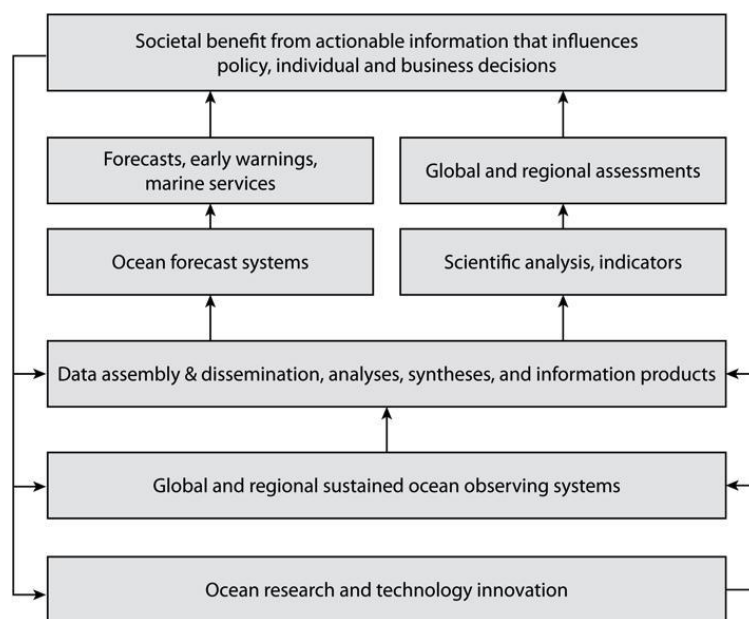 Societal benefit from actionable information that influences
policy, individual and business decisions
Forecasts, early warnings,
marine services
Global and regional assessments
Ocean forecast systems
Scientific analysis, indicators
Data assembly & dissemination, analyses, syntheses, and information products
Global and regional sustained ocean observing systems
Ocean research and technology innovation